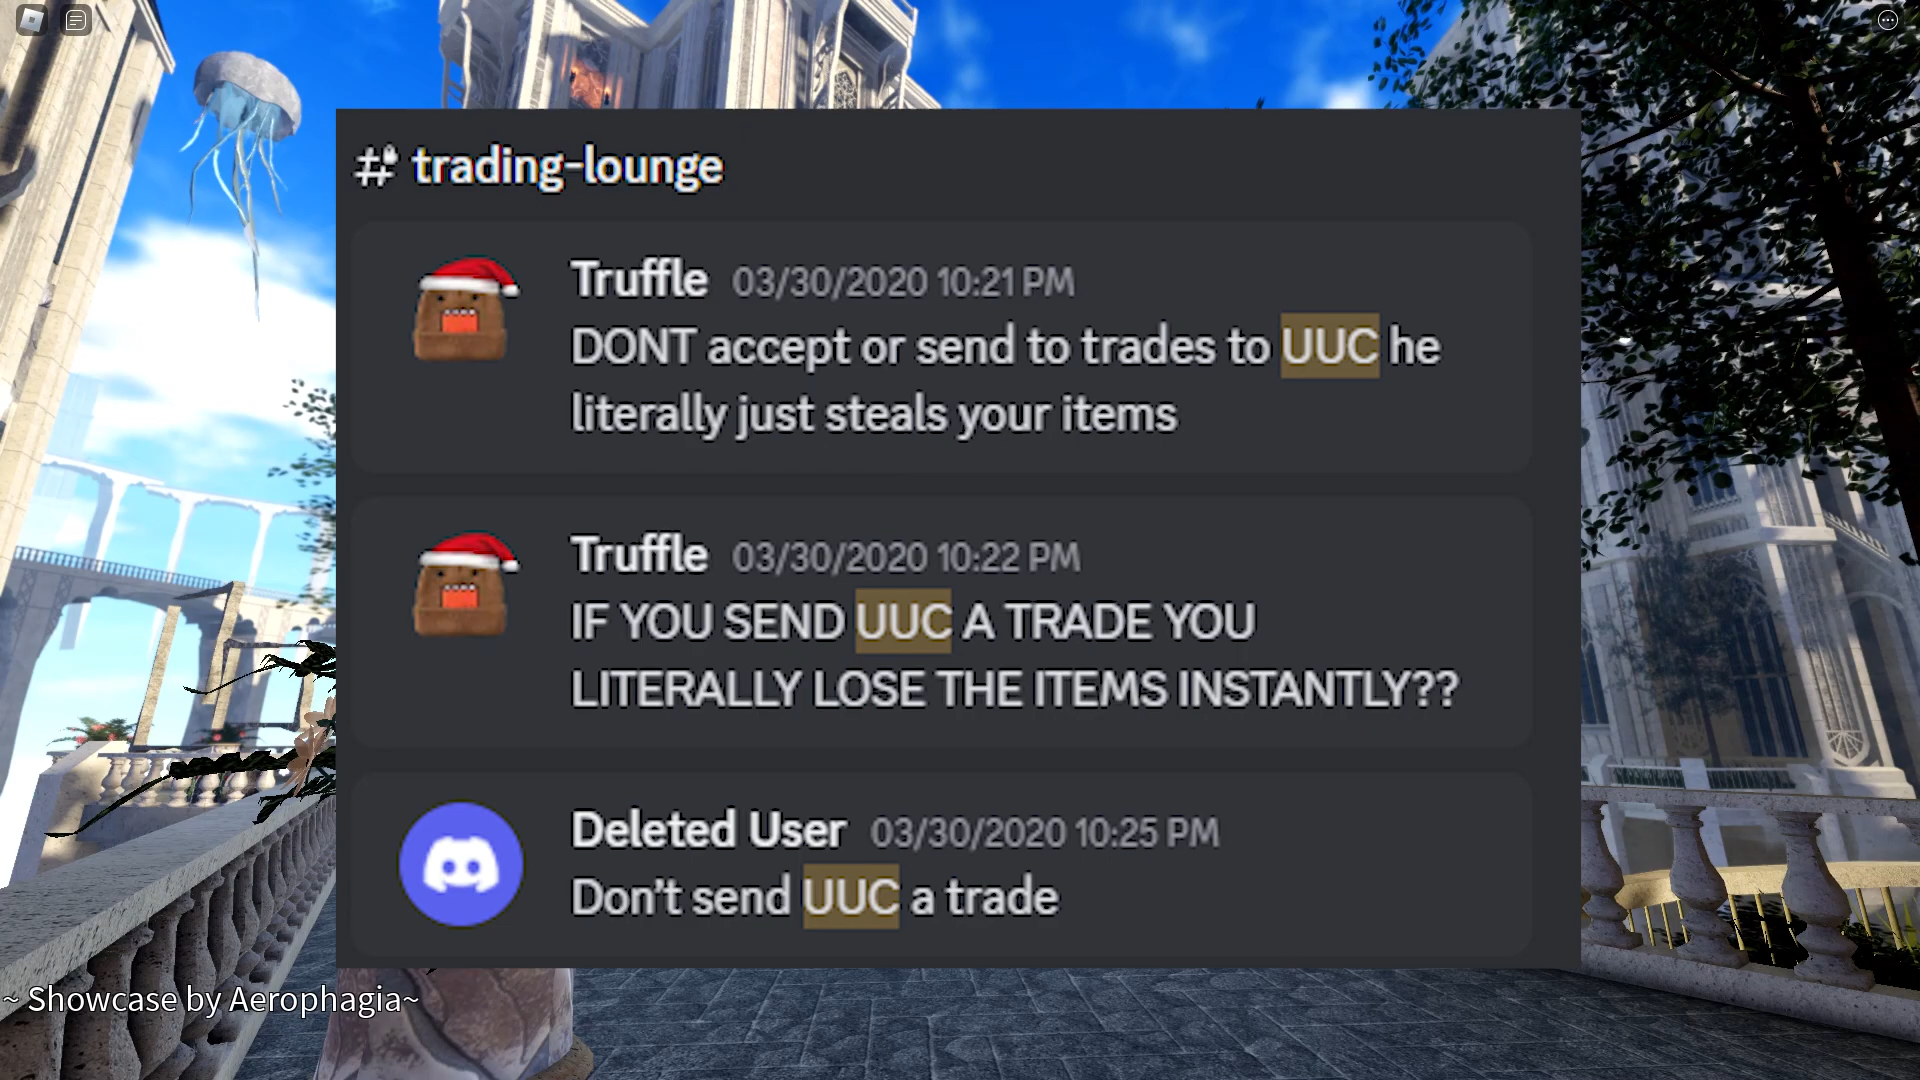 # trading-lounge
Truffle 03/30/2020 10:21 PM
DONT accept or send to trades to UUC he
literally just steals your items
Truffle 03/30/2020 10:22 PM
IF YOU SEND UUC A TRADE YOU
LITERALLY LOSE THE ITEMS INSTANTLY??
Deleted User 03/30/2020 10:25 PM
Don't send UUC a trade
~ Showcase by Aerophagia~